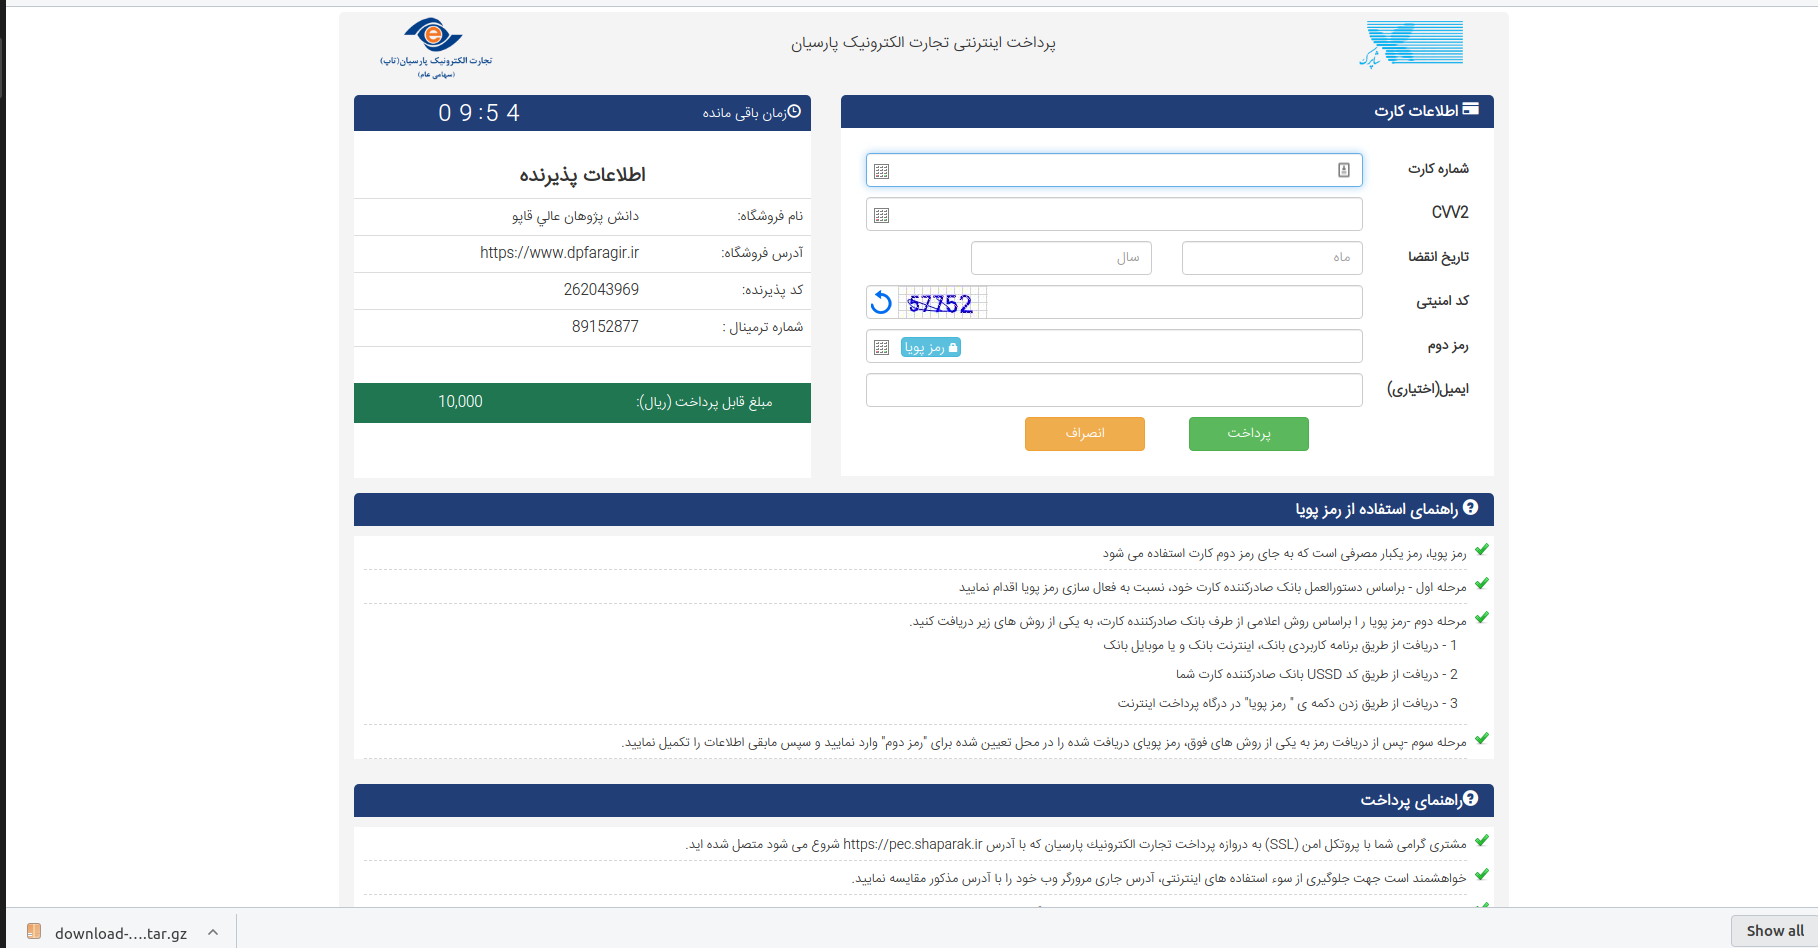 پرداخت اینترنتی تجارت الکترونیک پارسیان
شاپرک
تجارت الکترونیک پارسیان(تاپ)
(سهامی عام)
اطلاعات کارت
شماره کارت
CVV2
تاریخ انقضا
ماه
سال
کد امنیتی
57752
رمز دوم
رمز پویا
ایمیل(اختیاری)
پرداخت
انصراف
زمان باقی مانده
09:54
اطلاعات پذیرنده
نام فروشگاه: دانش پژوهان عالي قاپو
آدرس فروشگاه: https://www.dpfaragir.ir
کد پذیرنده: 262043969
شماره ترمینال : 89152877
مبلغ قابل پرداخت (ریال): 10,000
راهنمای استفاده از رمز پویا
رمز پویا، رمز یکبار مصرفی است که به جای رمز دوم کارت استفاده می شود
مرحله اول - براساس دستورالعمل بانک صادرکننده کارت خود، نسبت به فعال سازی رمز پویا اقدام نمایید
مرحله دوم -رمز پویا ر ا براساس روش اعلامی از طرف بانک صادرکننده کارت، به یکی از روش های زیر دریافت کنید.
1 - دریافت از طریق برنامه کاربردی بانک، اینترنت بانک و یا موبایل بانک
2 - دریافت از طریق کد USSD بانک صادرکننده کارت شما
3 - دریافت از طریق زدن دکمه ی " رمز پویا" در درگاه پرداخت اینترنت
مرحله سوم -پس از دریافت رمز به یکی از روش های فوق، رمز پویای دریافت شده را در محل تعیین شده برای "رمز دوم" وارد نمایید و سپس مابقی اطلاعات را تکمیل نمایید.
راهنمای پرداخت
مشتری گرامی شما با پروتکل امن (SSL) به دروازه پرداخت تجارت الکترونیك پارسیان که با آدرس https://pec.shaparak.ir شروع می شود متصل شده اید.
خواهشمند است جهت جلوگیری از سوء استفاده های اینترنتی، آدرس جاری مرورگر وب خود را با آدرس مذکور مقایسه نمایید.
download-....tar.gz
Show all